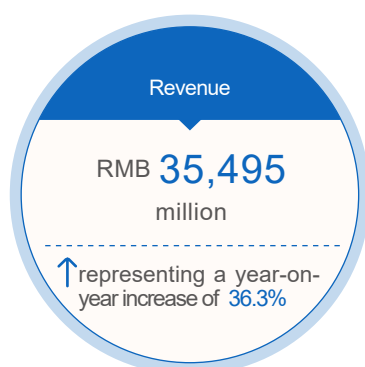 Revenue
RMB 35,495
million
representing a year-on-
year increase of 36.3%